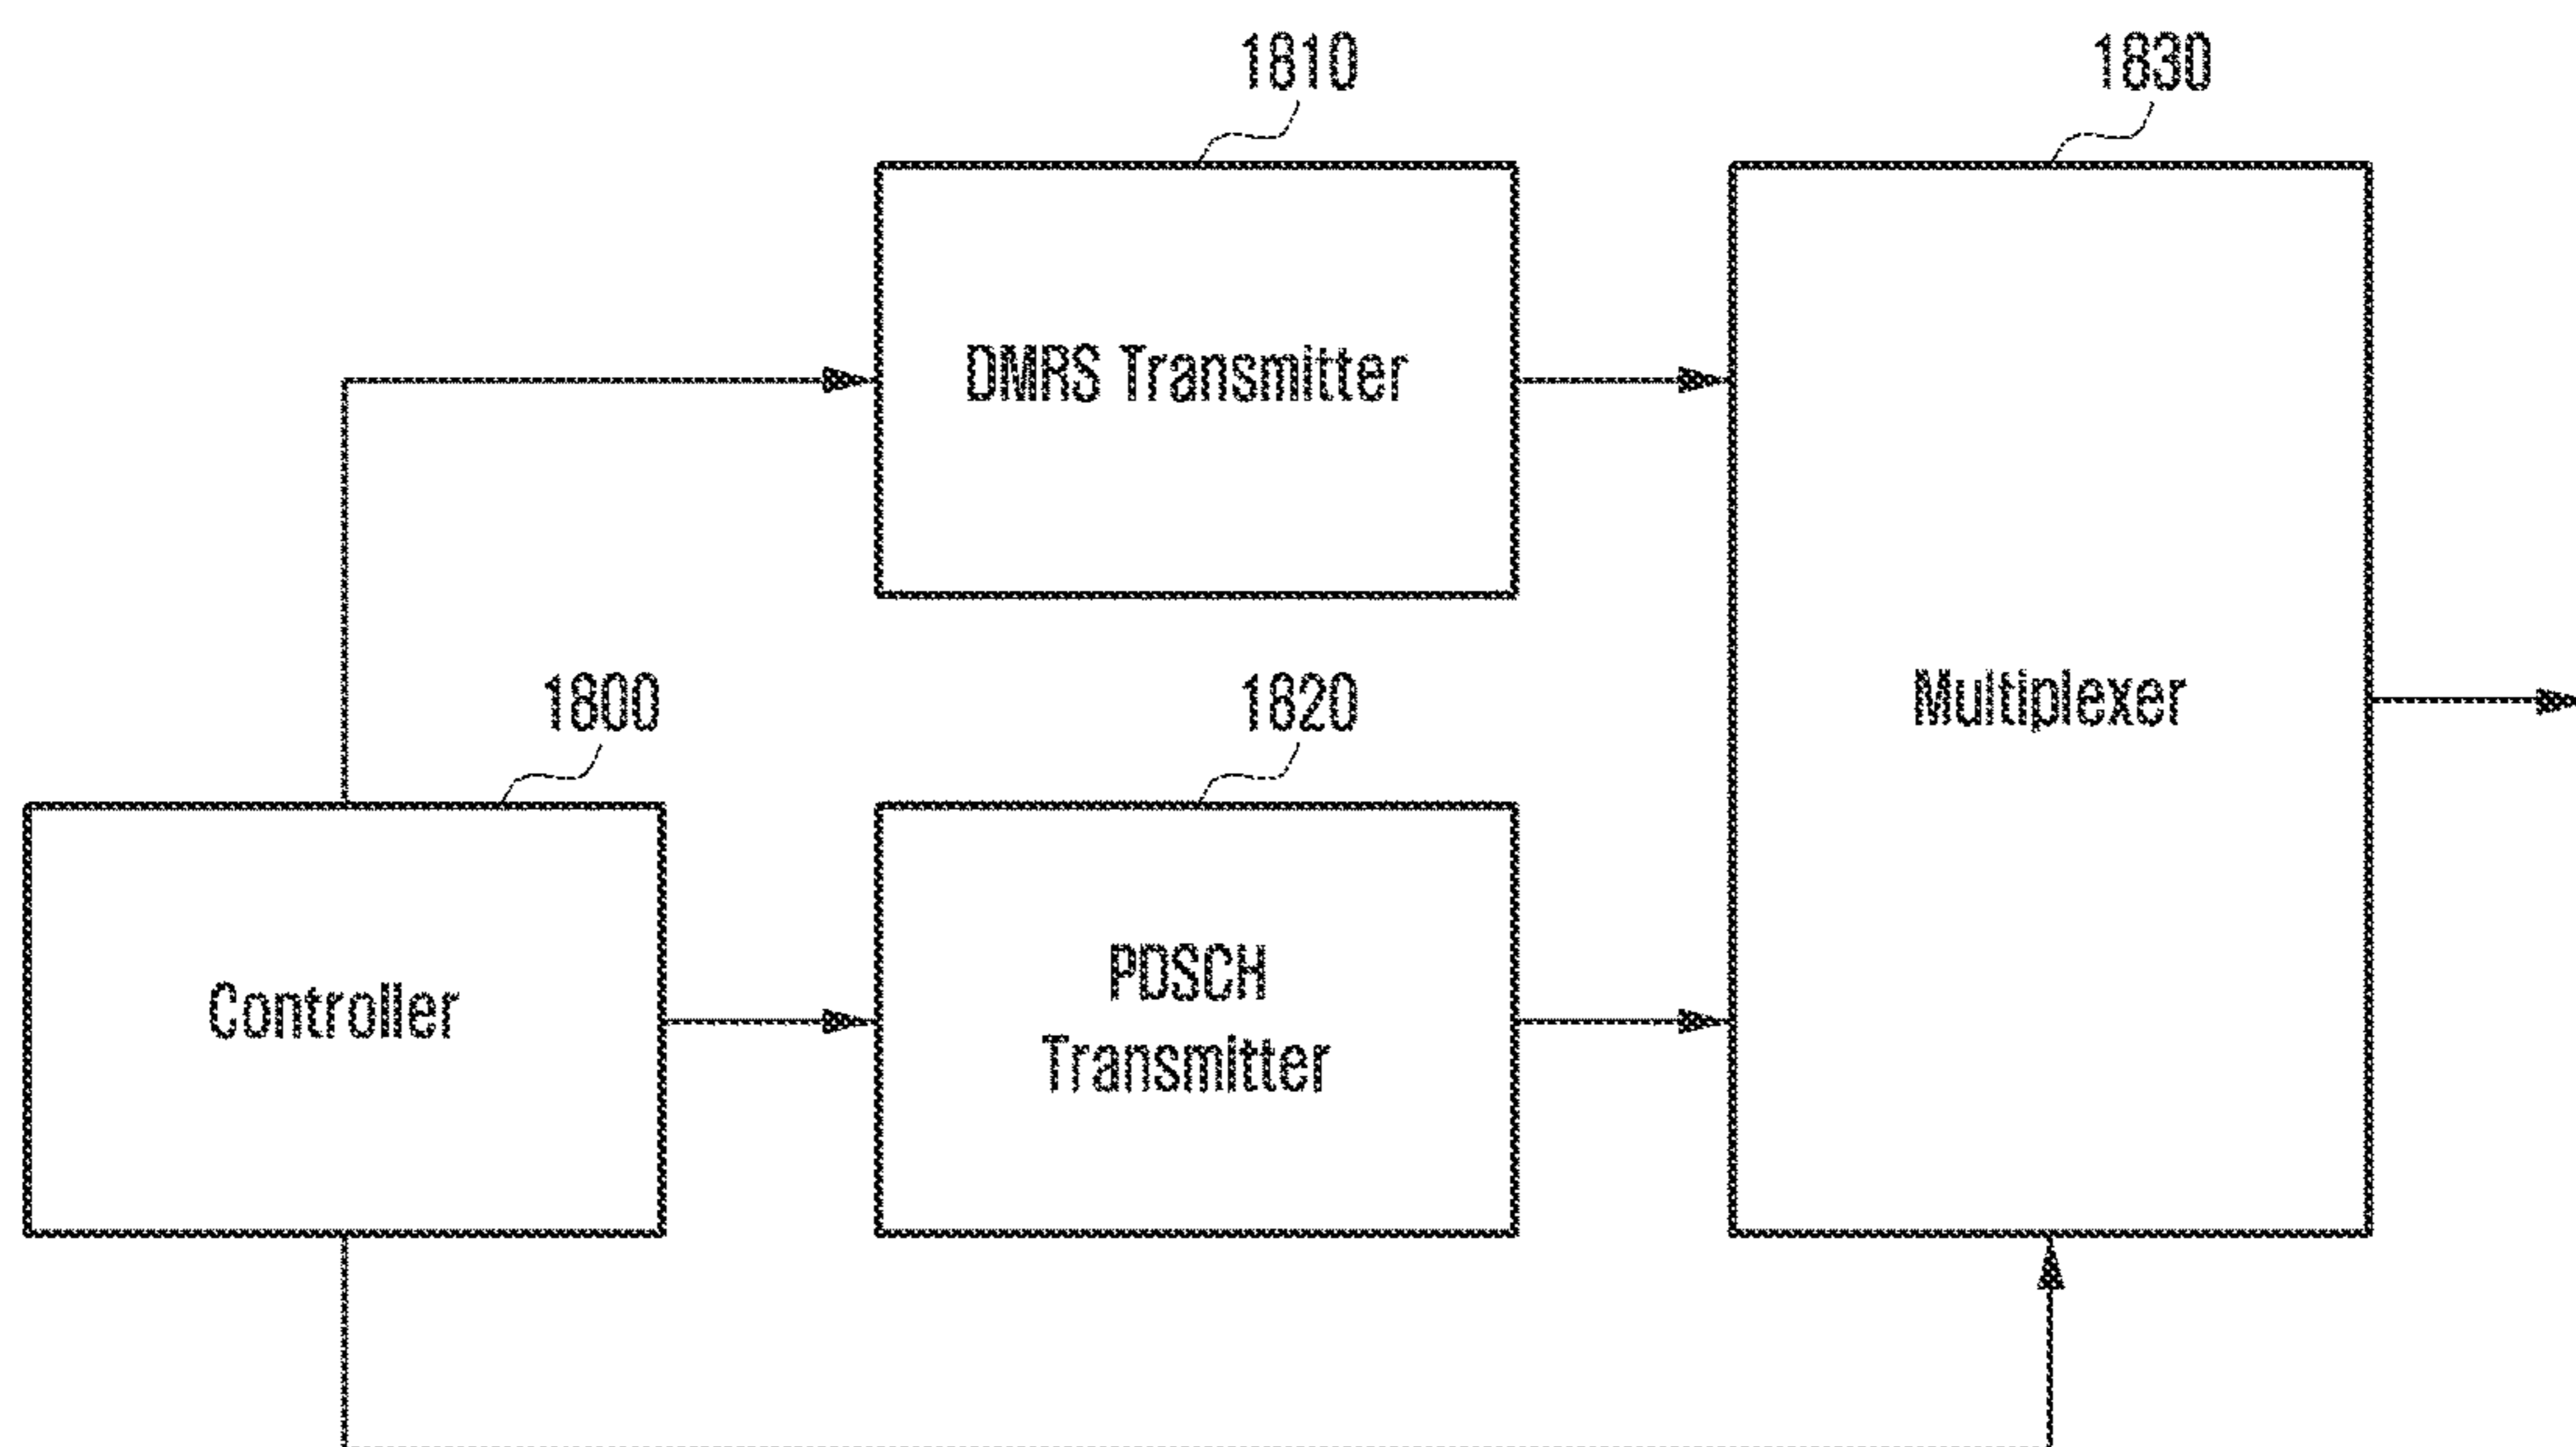 1810
1830
DMRS Transmitter
1800
1820
Multiplexer
Controller
PDSCH
Transmitter